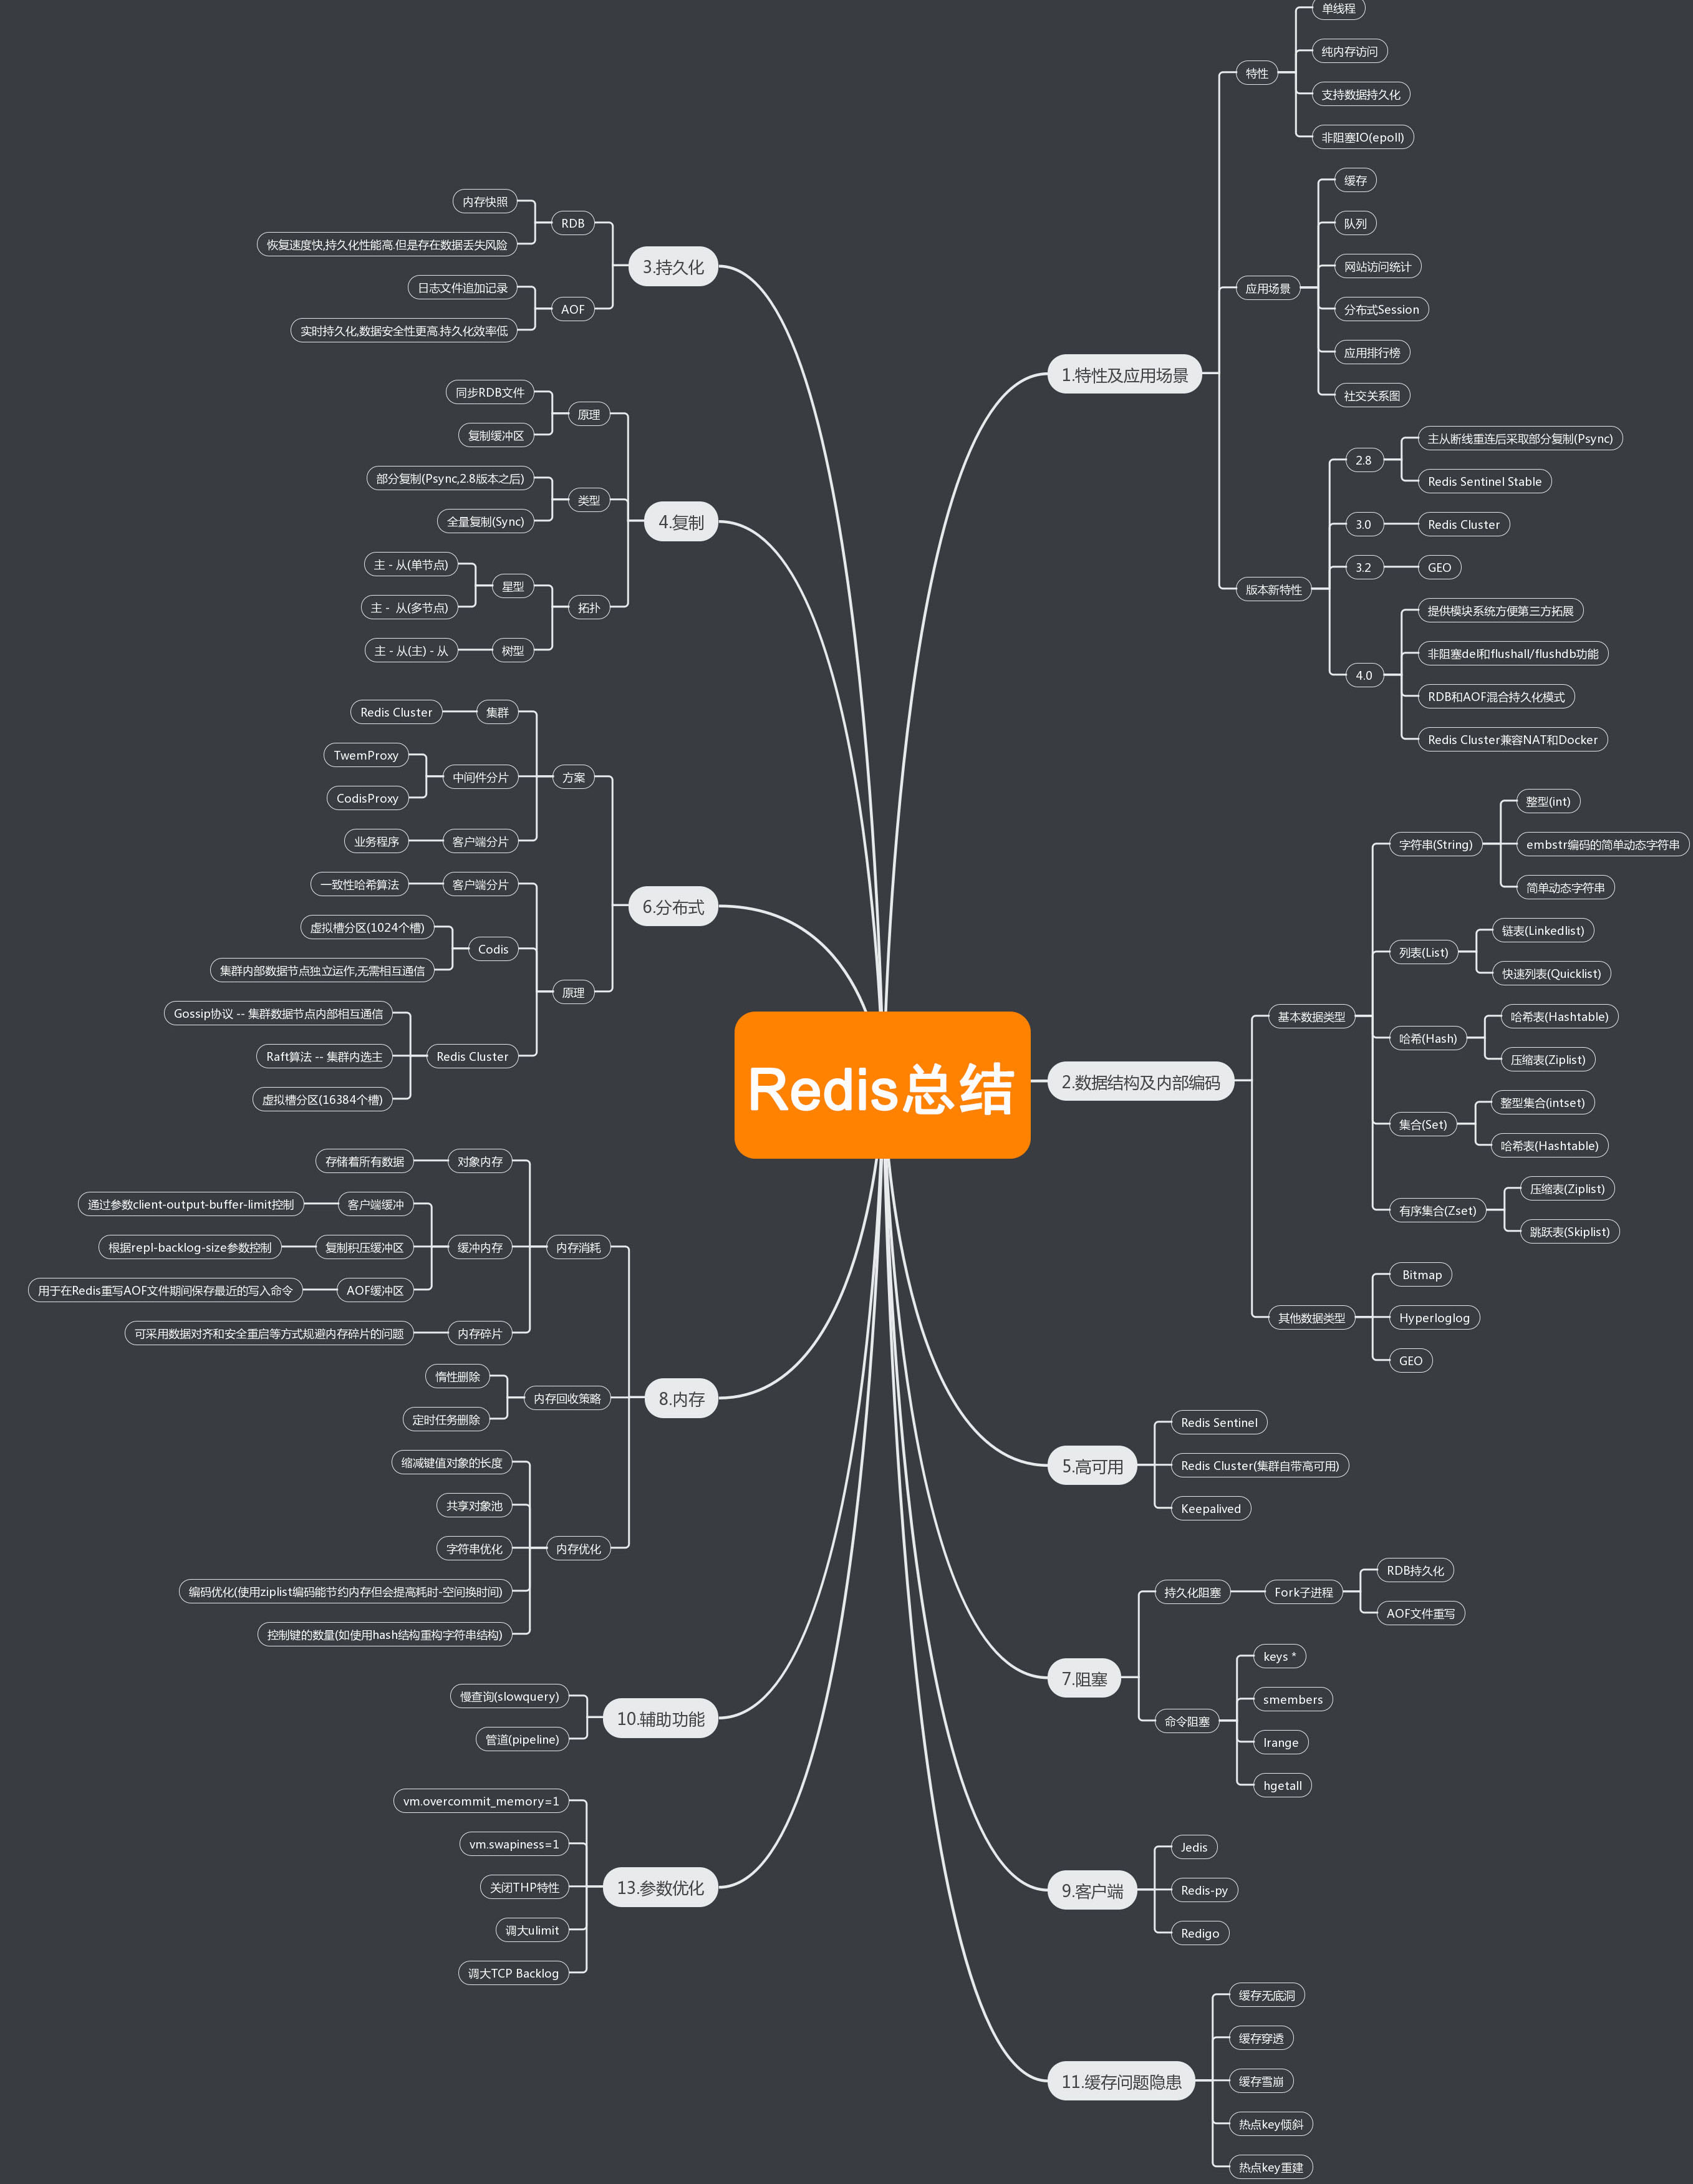 Redis总结
1.特性及应用场景
特性
单线程
纯内存访问
支持数据持久化
非阻塞IO(epoll)
应用场景
缓存
队列
网站访问统计
分布式Session
应用排行榜
社交关系图
版本新特性
2.8
主从断线重连后采取部分复制(Psync)
Redis Sentinel Stable
3.0
Redis Cluster
3.2
GEO
4.0
提供模块系统方便第三方拓展
非阻塞del和flushall/flushdb功能
RDB和AOF混合持久化模式
Redis Cluster兼容NAT和Docker
2.数据结构及内部编码
基本数据类型
字符串(String)
整型(int)
embstr编码的简单动态字符串
简单动态字符串
列表(List)
链表(Linkedlist)
快速列表(Quicklist)
哈希(Hash)
哈希表(Hashtable)
压缩表(Ziplist)
集合(Set)
整型集合(intset)
哈希表(Hashtable)
有序集合(Zset)
压缩表(Ziplist)
跳跃表(Skiplist)
其他数据类型
Bitmap
Hyperloglog
GEO
3.持久化
RDB
内存快照
恢复速度快,持久化性能高.但是存在数据丢失风险
AOF
日志文件追加记录
实时持久化,数据安全性更高.持久化效率低
4.复制
原理
同步RDB文件
复制缓冲区
类型
部分复制(Psync,2.8版本之后)
全量复制(Sync)
拓扑
星型
主 - 从(单节点)
主 - 从(多节点)
树型
主 - 从(主) - 从
5.高可用
Redis Sentinel
Redis Cluster(集群自带高可用)
Keepalived
6.分布式
方案
集群
Redis Cluster
中间件分片
TwemProxy
CodisProxy
客户端分片
业务程序
原理
客户端分片
一致性哈希算法
Codis
虚拟槽分区(1024个槽)
集群内部数据节点独立运作,无需相互通信
Redis Cluster
Gossip协议 -- 集群数据节点内部相互通信
Raft算法 -- 集群内选主
虚拟槽分区(16384个槽)
7.阻塞
持久化阻塞
Fork子进程
RDB持久化
AOF文件重写
命令阻塞
keys *
smembers
lrange
hgetall
8.内存
内存消耗
对象内存
存储着所有数据
缓冲内存
客户端缓冲
通过参数client-output-buffer-limit控制
复制积压缓冲区
根据repl-backlog-size参数控制
AOF缓冲区
用于在Redis重写AOF文件期间保存最近的写入命令
内存碎片
可采用数据对齐和安全重启等方式规避内存碎片的问题
内存回收策略
惰性删除
定时任务删除
内存优化
缩减键值对象的长度
共享对象池
字符串优化
编码优化(使用ziplist编码能节约内存但会提高耗时-空间换时间)
控制键的数量(如使用hash结构重构字符串结构)
9.客户端
Jedis
Redis-py
Redigo
10.辅助功能
慢查询(slowquery)
管道(pipeline)
11.缓存问题隐患
缓存无底洞
缓存穿透
缓存雪崩
热点key倾斜
热点key重建
13.参数优化
vm.overcommit_memory=1
vm.swapiness=1
关闭THP特性
调大ulimit
调大TCP Backlog